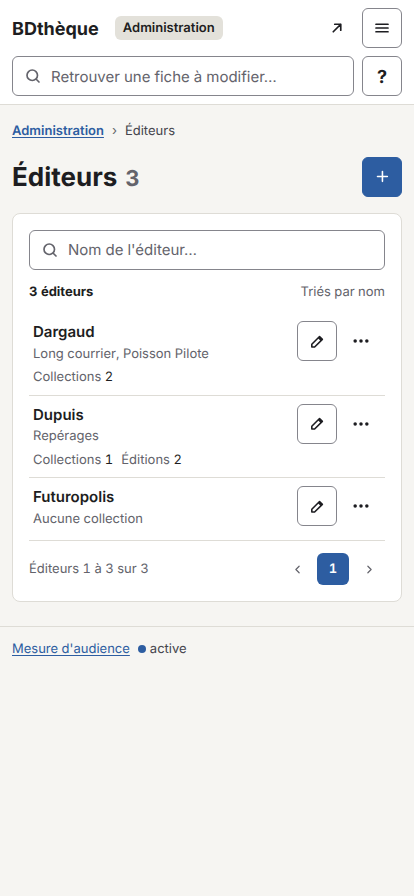 BDthèque Administration
Retrouver une fiche à modifier... ?
Administration › Éditeurs
Éditeurs 3
Nom de l'éditeur...
3 éditeurs Triés par nom
Dargaud
Long courrier, Poisson Pilote
Collections 2
Dupuis
Repérages
Collections 1 Éditions 2
Futuropolis
Aucune collection
Éditeurs 1 à 3 sur 3 ‹ 1 ›
Mesure d'audience active